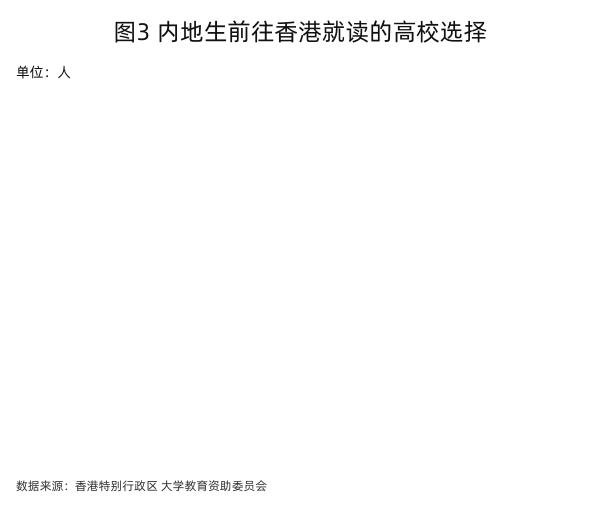 图3 内地生前往香港就读的高校选择
单位：人
数据来源：香港特别行政区 大学教育资助委员会